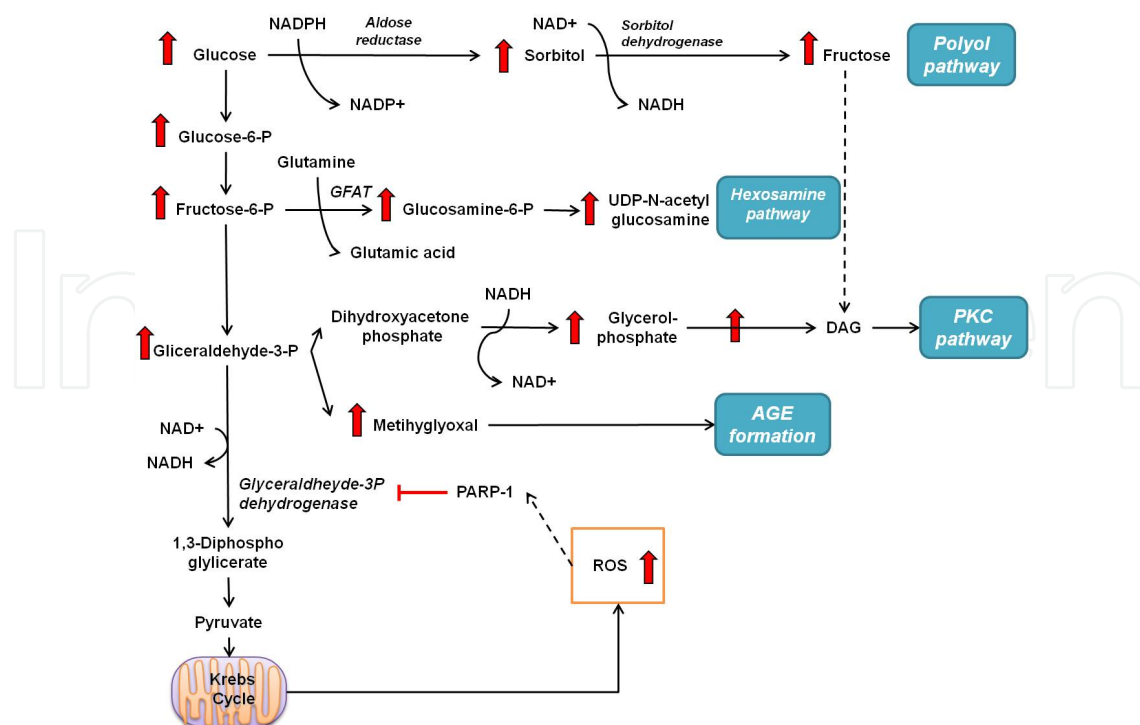 NADPH
Aldose
reductase
NAD+
Sorbitol
dehydrogenase
Polyol
pathway
Glucose
Sorbitol
Fructose
NADP+
NADH
Glucose-6-P
Glutamine
GFAT
Fructose-6-P
Glucosamine-6-P
UDP-N-acetyl
glucosamine
Hexosamine
pathway
Glutamic acid
NADH
Dihydroxyacetone
phosphate
Glycerol-
phosphate
DAG
PKC
pathway
Gliceraldehyde-3-P
NAD+
Methyglyoxal
AGE
formation
NAD+
NADH
Glyceraldheyde-3P
dehydrogenase
PARP-1
1,3-Diphospho
glylicerate
ROS
Pyruvate
Krebs
Cycle